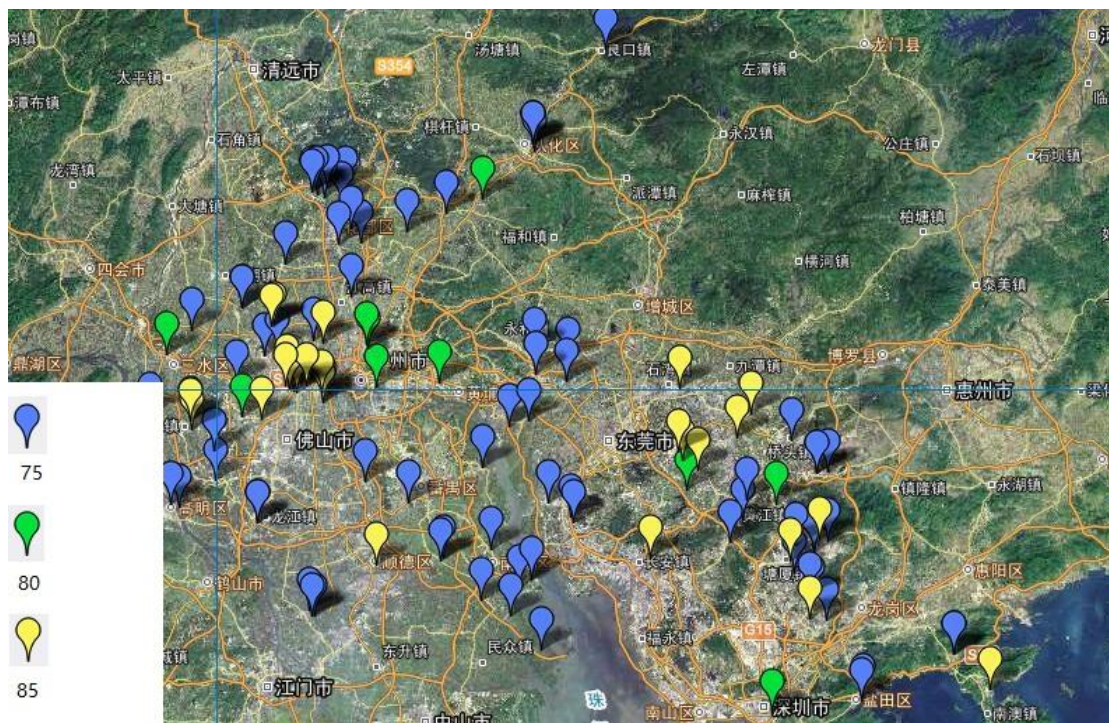 汤塘镇
良口镇
龙门县
太平镇
清远市
S354
左潭镇
潭布镇
石角镇
棋杆镇
永汉镇
公庄镇
石坝镇
龙湾镇
大塘镇
派潭镇
麻榨镇
柏塘镇
福和镇
四会市
横河镇
泰美镇
增城区
鼎湖区
三水区
州市
石
九潭镇
博罗县
惠州市
佛山市
东莞市
桥头镇
番禺区
镇隆镇
永湖镇
高明区
龙江镇
黄江镇
顺德区
长安镇
塘厦
惠阳区
鹤山市
龙岗区
福永镇
G15
东升镇
民众镇
江门市
中山市
珠
南山区
深圳市
盐田区
南澳镇
75
80
85